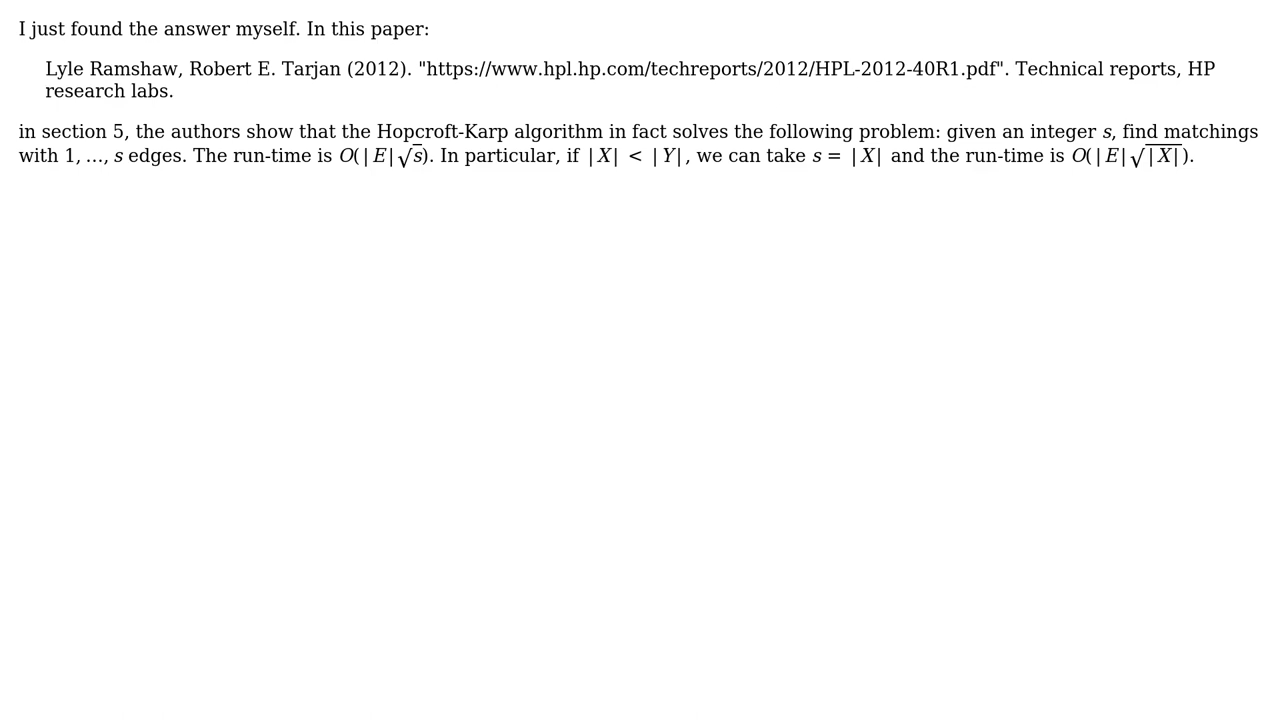 I just found the answer myself. In this paper:
Lyle Ramshaw, Robert E. Tarjan (2012). "https://www.hpl.hp.com/techreports/2012/HPL-2012-40R1.pdf". Technical reports, HP
research labs.
in section 5, the authors show that the Hopcroft-Karp algorithm in fact solves the following problem: given an integer s, find matchings
with 1, …, s edges. The run-time is O(|E|√s). In particular, if |X| < |Y|, we can take s = |X| and the run-time is O(|E|√|X|).